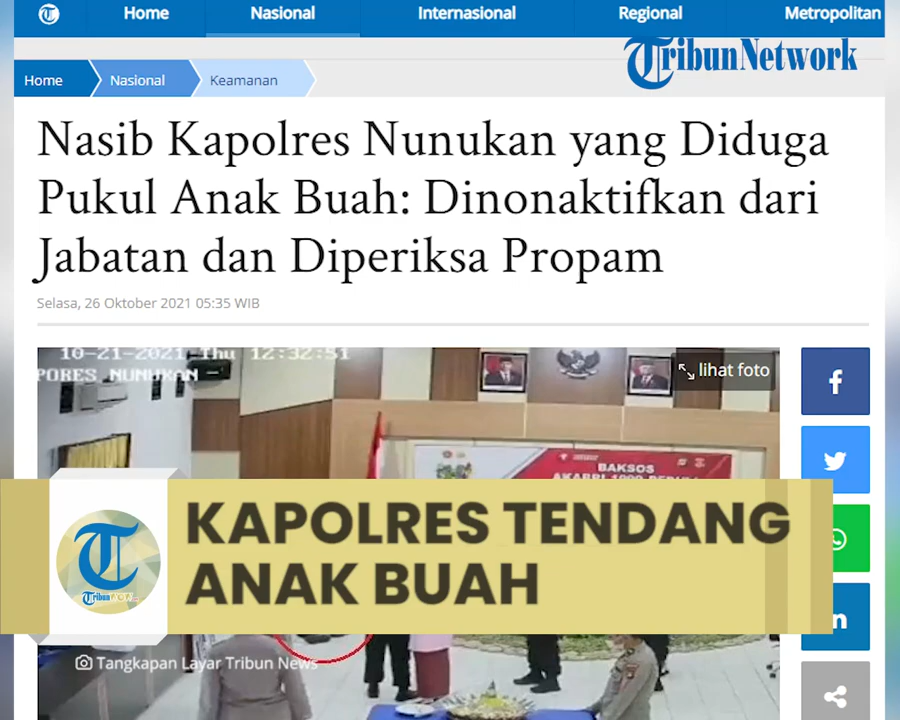 Home Nasional Internasional Regional Metropolitan
TribunNetwork
Home Nasional Keamanan
Nasib Kapolres Nunukan yang Diduga
Pukul Anak Buah: Dinonaktifkan dari
Jabatan dan Diperiksa Propam
Selasa, 26 Oktober 2021 05:35 WIB
10-21-2021 Thu 12:32:51
PORES NUNUKAN
lihat foto
BAKSOS
KAPOLRES TENDANG
ANAK BUAH
Tangkapan Layar Tribun News